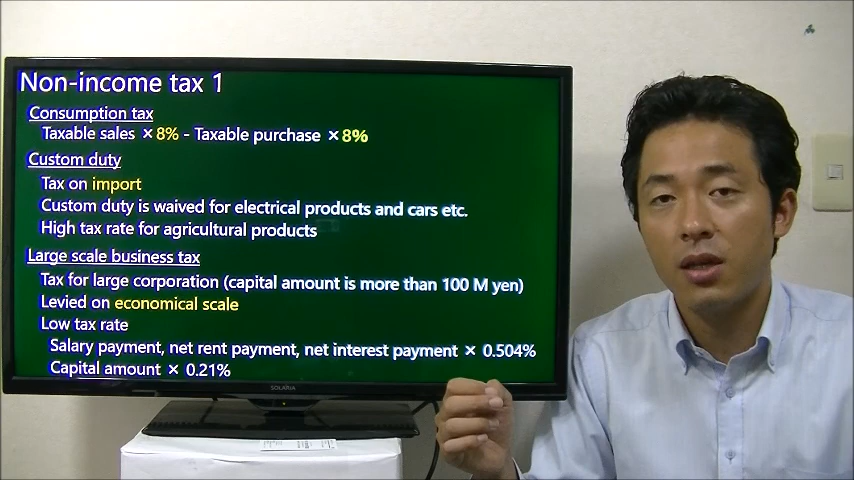 Non-income tax 1
Consumption tax
Taxable sales ×8% - Taxable purchase ×8%
Custom duty
Tax on import
Custom duty is waived for electrical products and cars etc.
High tax rate for agricultural products
Large scale business tax
Tax for large corporation (capital amount is more than 100 M yen)
Levied on economical scale
Low tax rate
Salary payment, net rent payment, net interest payment × 0.504%
Capital amount × 0.21%
SOLARIA